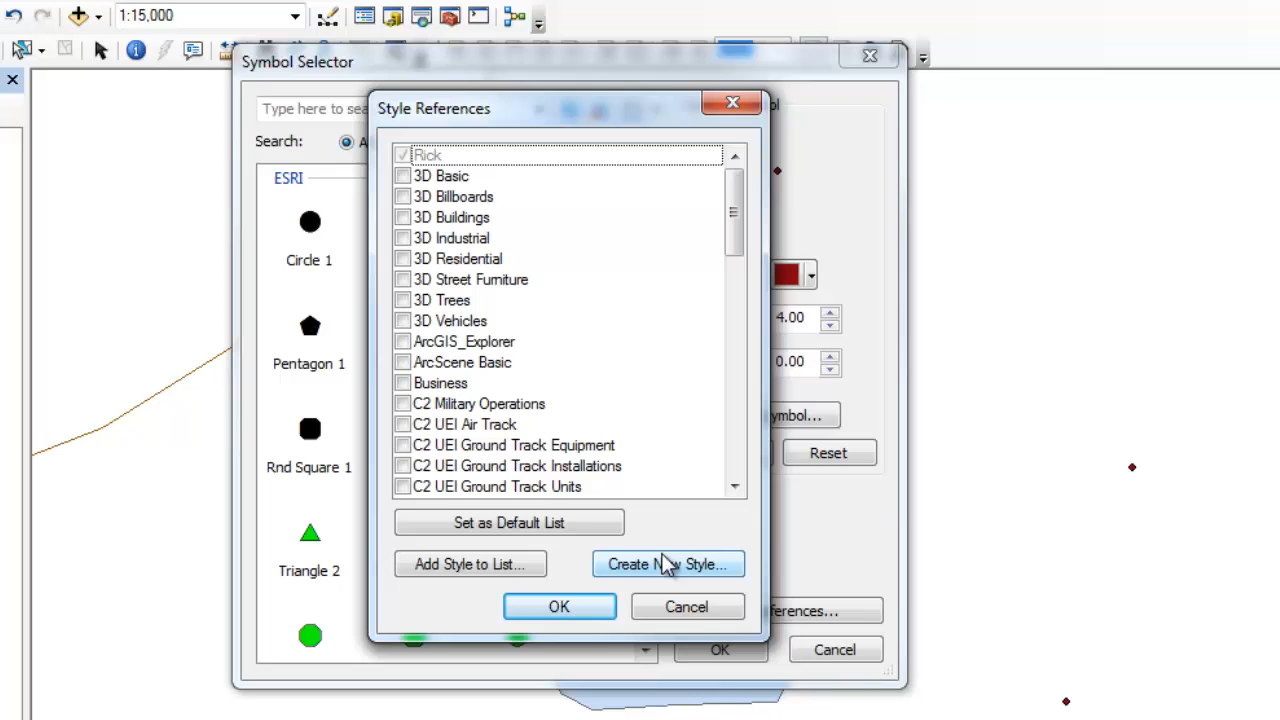 1:15,000
Symbol Selector
Type here to sea
Style References
Search:
ESRI
Circle 1
Pentagon 1
Rnd Square 1
Triangle 2
Rick
3D Basic
3D Billboards
3D Buildings
3D Industrial
3D Residential
3D Street Furniture
3D Trees
3D Vehicles
ArcGIS_Explorer
ArcScene Basic
Business
C2 Military Operations
C2 UEI Air Track
C2 UEI Ground Track Equipment
C2 UEI Ground Track Installations
C2 UEI Ground Track Units
Set as Default List
Add Style to List...
Create New Style...
OK
Cancel
4.00
0.00
ymbol...
Reset
ferences...
OK
Cancel